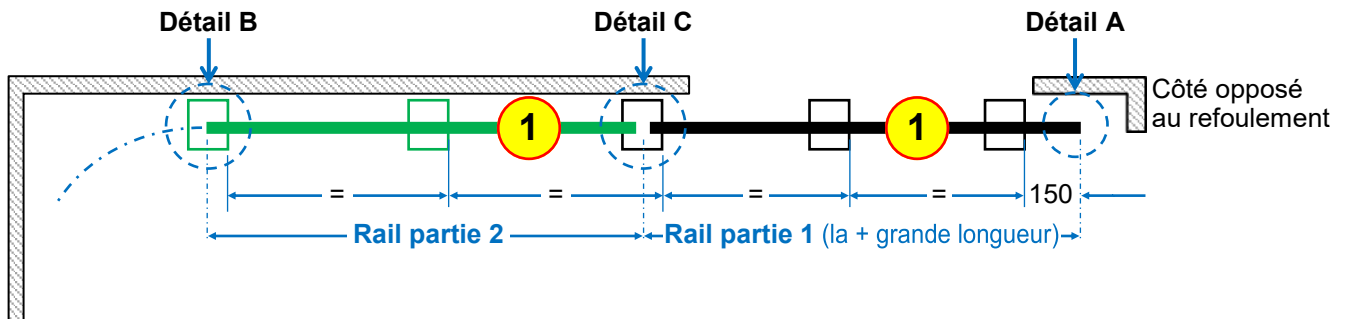 Détail B
Détail C
Détail A
Côté opposé
au refoulement
1
1
= = = = 150
Rail partie 2
Rail partie 1 (la + grande longueur)